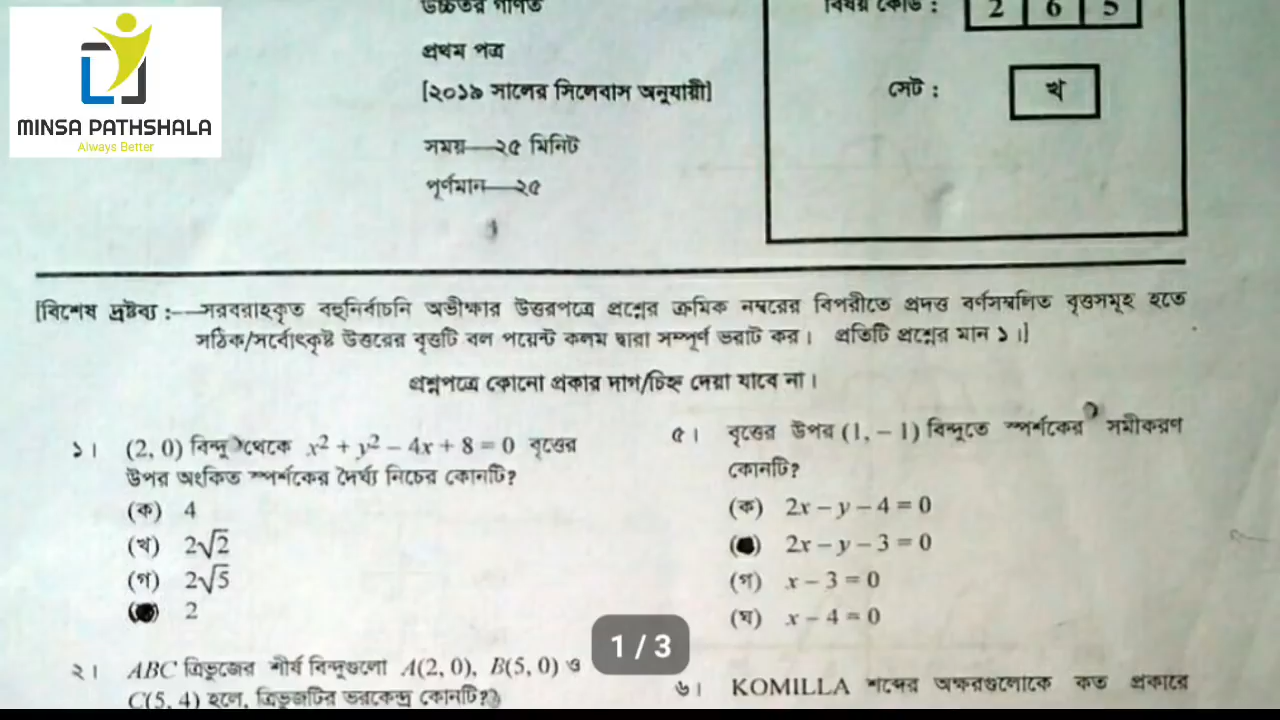 MINSA PATHSHALA
Always Better
উচ্চতর গণিত
প্রথম পত্র
[২০১৯ সালের সিলেবাস অনুযায়ী]
সময়—২৫ মিনিট
পূর্ণমান—২৫
বিষয় কোড : 2 6 5
সেট : খ
[বিশেষ দ্রষ্টব্য :—সরবরাহকৃত বহুনির্বাচনি অভীক্ষার উত্তরপত্রে প্রশ্নের ক্রমিক নম্বরের বিপরীতে প্রদত্ত বর্ণসম্বলিত বৃত্তসমূহ হতে
সঠিক/সর্বোৎকৃষ্ট উত্তরের বৃত্তটি বল পয়েন্ট কলম দ্বারা সম্পূর্ণ ভরাট কর। প্রতিটি প্রশ্নের মান ১।]
প্রশ্নপত্রে কোনো প্রকার দাগ/চিহ্ন দেয়া যাবে না।
১। (2, 0) বিন্দু থেকে x² + y² – 4x + 8 = 0 বৃত্তের
উপর অংকিত স্পর্শকের দৈর্ঘ্য নিচের কোনটি?
(ক) 4
(খ) 2√2
(গ) 2√5
2
২। ABC ত্রিভুজের শীর্ষ বিন্দুগুলো A(2, 0), B(5, 0) ও
C(5, 4) হলে, ত্রিভুজটির ভরকেন্দ্র কোনটি?
৫। বৃত্তের উপর (1, – 1) বিন্দুতে স্পর্শকের সমীকরণ
কোনটি?
(ক) 2x – y – 4 = 0
2x – y – 3 = 0
(গ) x – 3 = 0
(ঘ) x – 4 = 0
৬। KOMILLA শব্দের অক্ষরগুলোকে কত প্রকারে
1 / 3